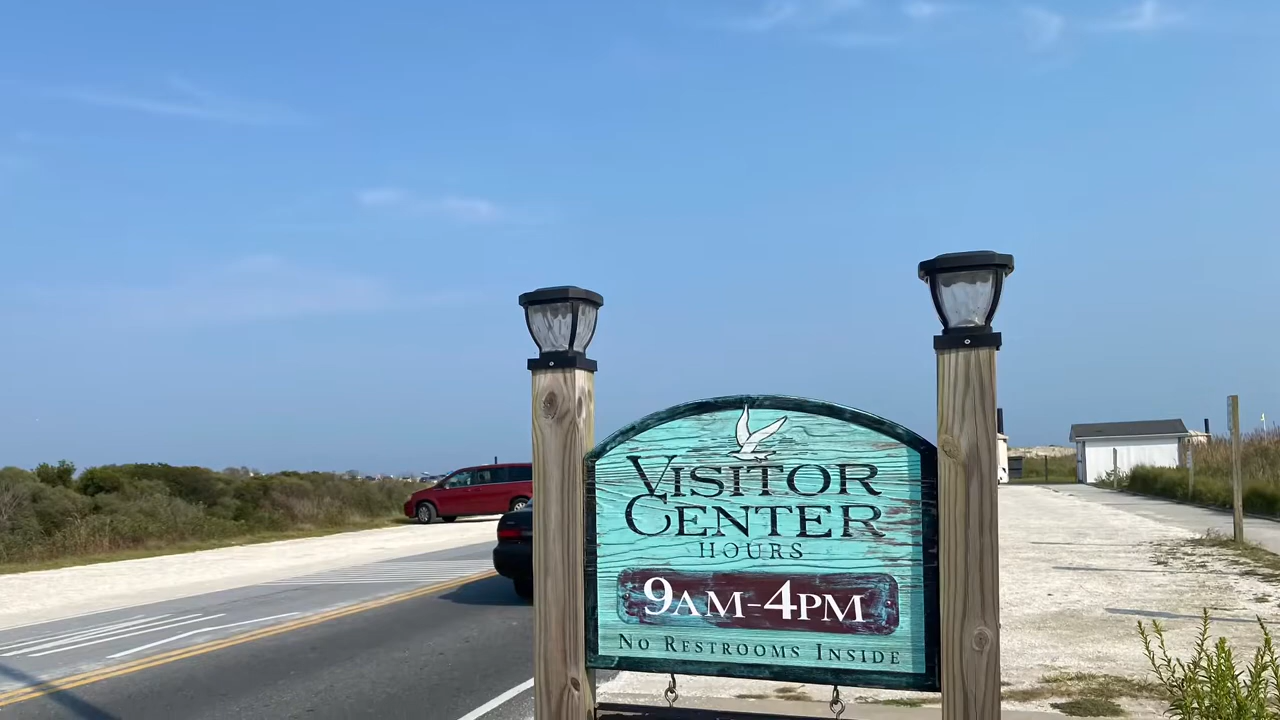 VISITOR
CENTER
HOURS
9AM-4PM
NO RESTROOMS INSIDE